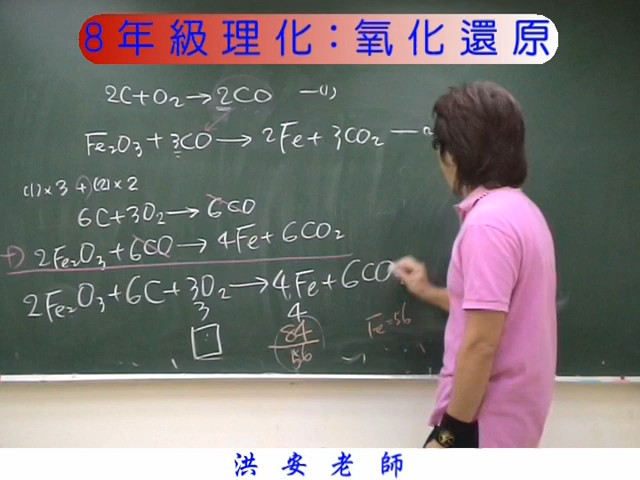 8年級理化：氧化還原
2C+O₂→2CO —(1)
Fe₂O₃+3CO→2Fe+3CO₂ —
(1)×3+(2)×2
6C+3O₂→6CO
+) 2Fe₂O₃+6CO→4Fe+6CO₂
2Fe₂O₃+6C+3O₂→4Fe+6CO
3 4
84
56
Fe=56
洪安老師